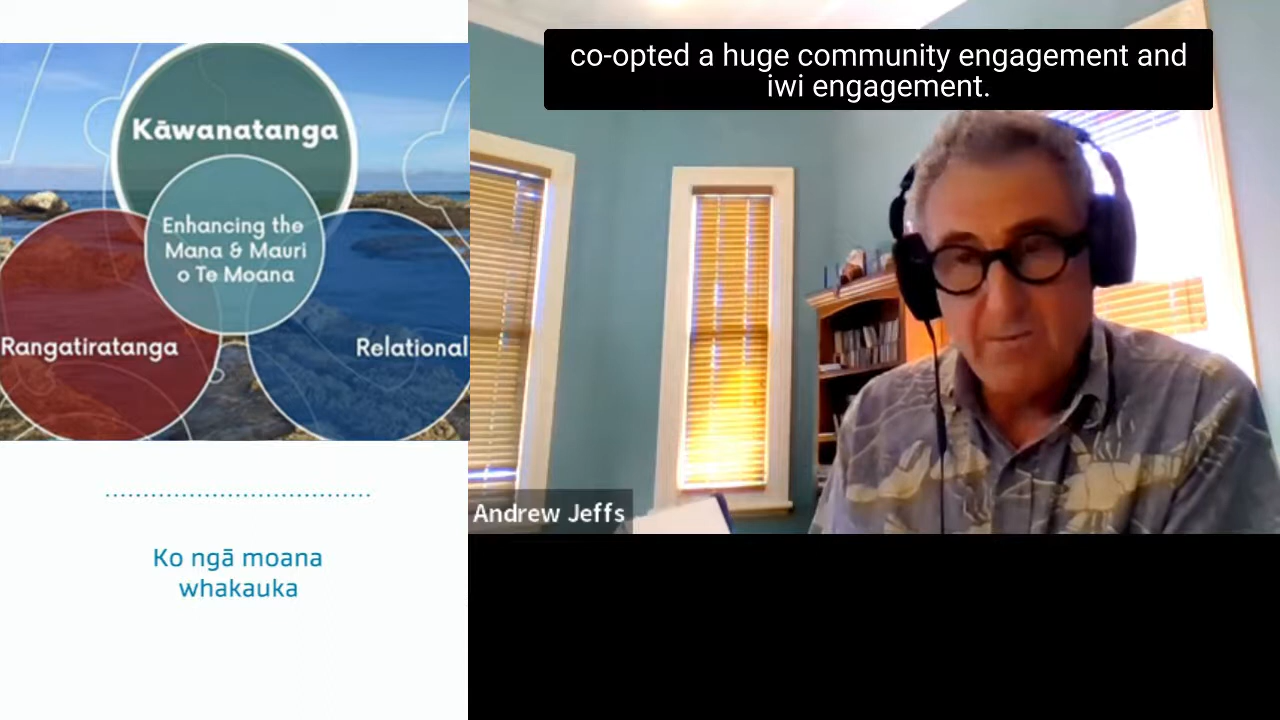 co-opted a huge community engagement and
iwi engagement.
Kāwanatanga
Enhancing the
Mana & Mauri
o Te Moana
Rangatiratanga
Relational
Andrew Jeffs
Ko ngā moana
whakauka